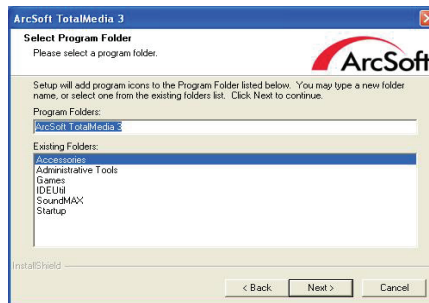 ArcSoft TotalMedia 3
Select Program Folder
Please select a program folder.
ArcSoft
Setup will add program icons to the Program Folder listed below. You may type a new folder
name, or select one from the existing folders list. Click Next to continue.
Program Folders:
ArcSoft TotalMedia 3
Existing Folders:
Accessories
Administrative Tools
Games
IDEUtil
SoundMAX
Startup
InstallShield
< Back
Next >
Cancel